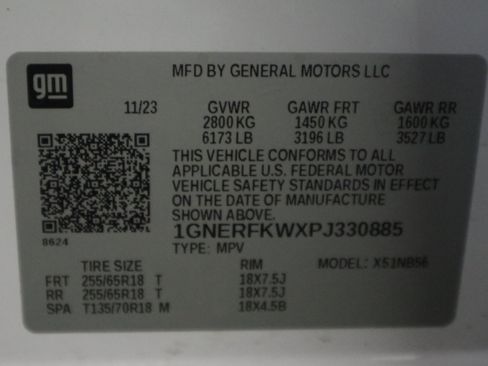 gm
MFD BY GENERAL MOTORS LLC
11/23 GVWR GAWR FRT GAWR RR
2800 KG 1450 KG 1600 KG
6173 LB 3196 LB 3527 LB
THIS VEHICLE CONFORMS TO ALL
APPLICABLE U.S. FEDERAL MOTOR
VEHICLE SAFETY STANDARDS IN EFFECT
ON THE DATE OF MANUFACTURE
SHOWN ABOVE.
8624
1GNERFKWXPJ330885
TYPE: MPV
TIRE SIZE RIM MODEL: X51NB56
FRT 255/65R18 T 18X7.5J
RR 255/65R18 T 18X7.5J
SPA T135/70R18 M 18X4.5B